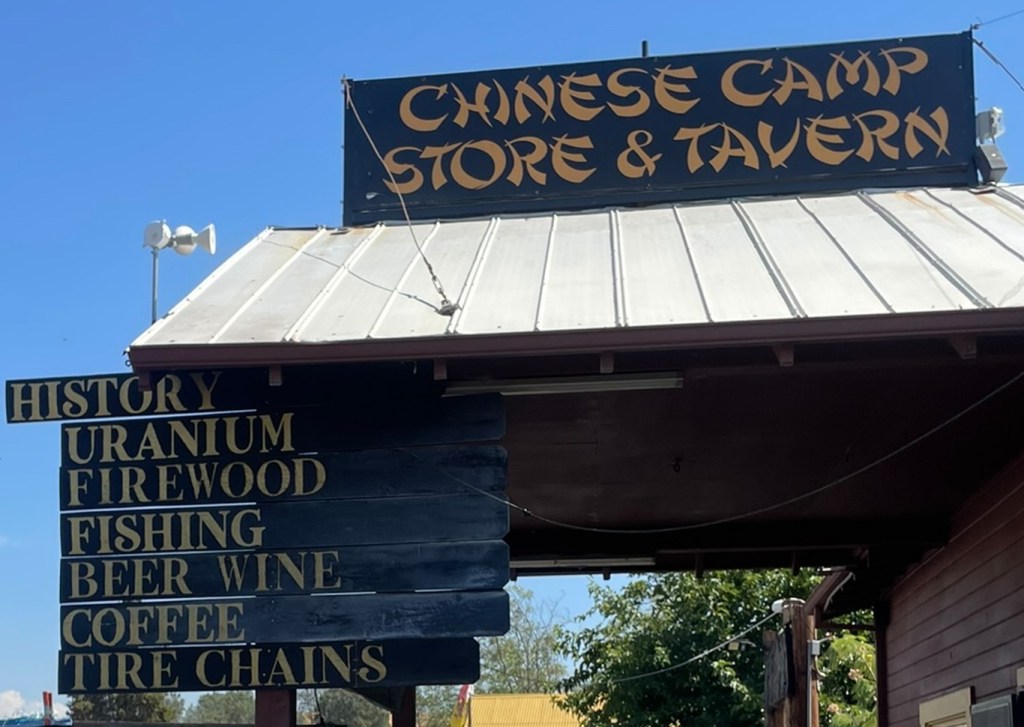 CHINESE CAMP
STORE & TAVERN
HISTORY
URANIUM
FIREWOOD
FISHING
BEER WINE
COFFEE
TIRE CHAINS